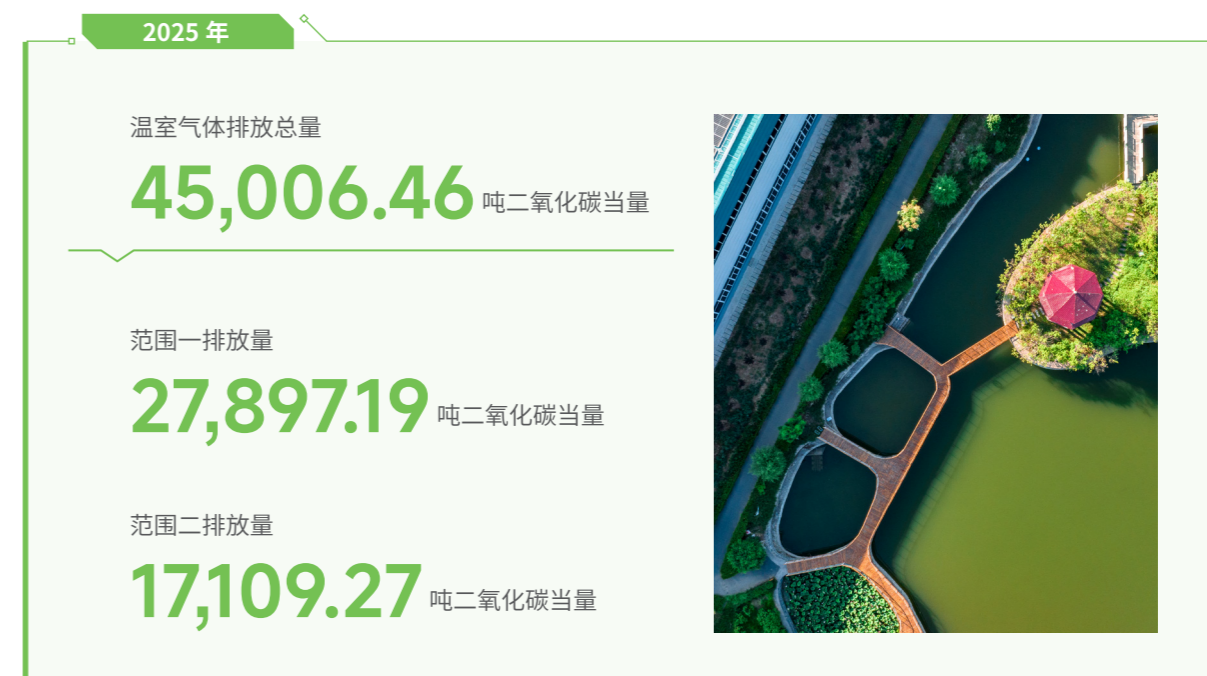 2025 年
温室气体排放总量
45,006.46 吨二氧化碳当量
范围一排放量
27,897.19 吨二氧化碳当量
范围二排放量
17,109.27 吨二氧化碳当量